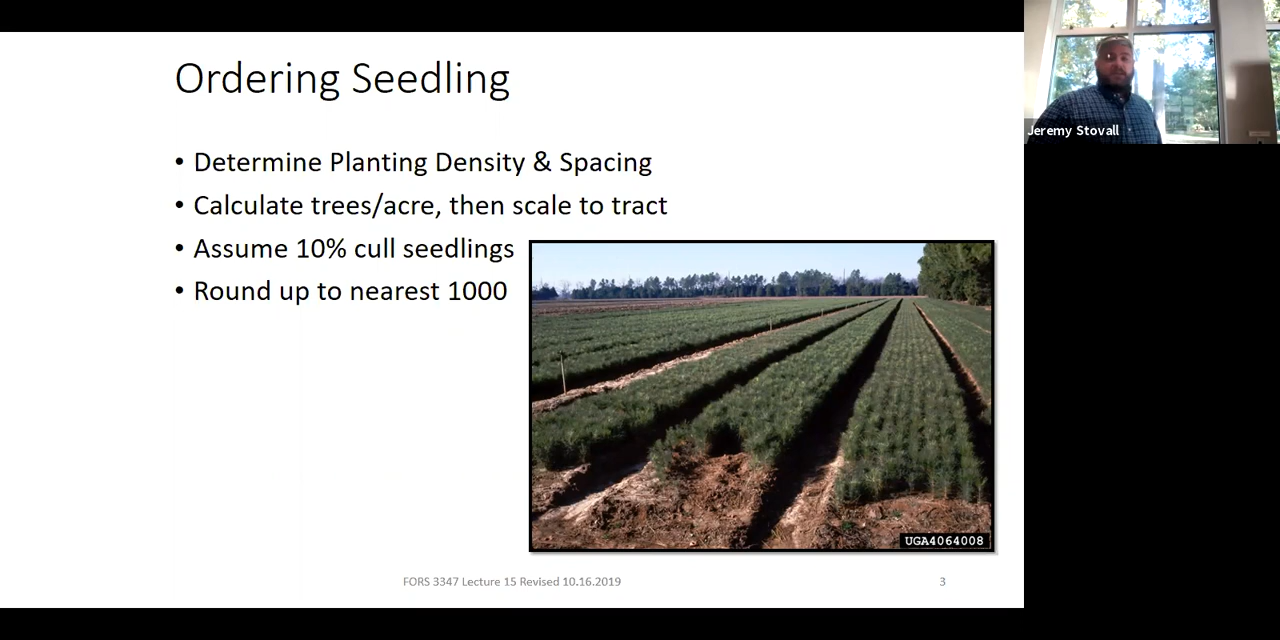 Ordering Seedling
• Determine Planting Density & Spacing
• Calculate trees/acre, then scale to tract
• Assume 10% cull seedlings
• Round up to nearest 1000
UGA4064008
FORS 3347 Lecture 15 Revised 10.16.2019
3
Jeremy Stovall